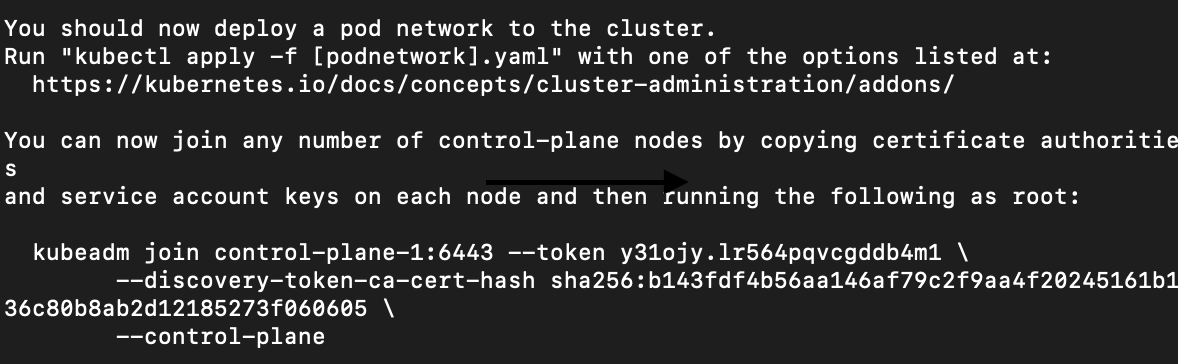 You should now deploy a pod network to the cluster.
Run "kubectl apply -f [podnetwork].yaml" with one of the options listed at:
  https://kubernetes.io/docs/concepts/cluster-administration/addons/

You can now join any number of control-plane nodes by copying certificate authoritie
s
and service account keys on each node and then running the following as root:

  kubeadm join control-plane-1:6443 --token y31ojy.lr564pqvcgddb4m1 \
        --discovery-token-ca-cert-hash sha256:b143fdf4b56aa146af79c2f9aa4f20245161b1
36c80b8ab2d12185273f060605 \
        --control-plane